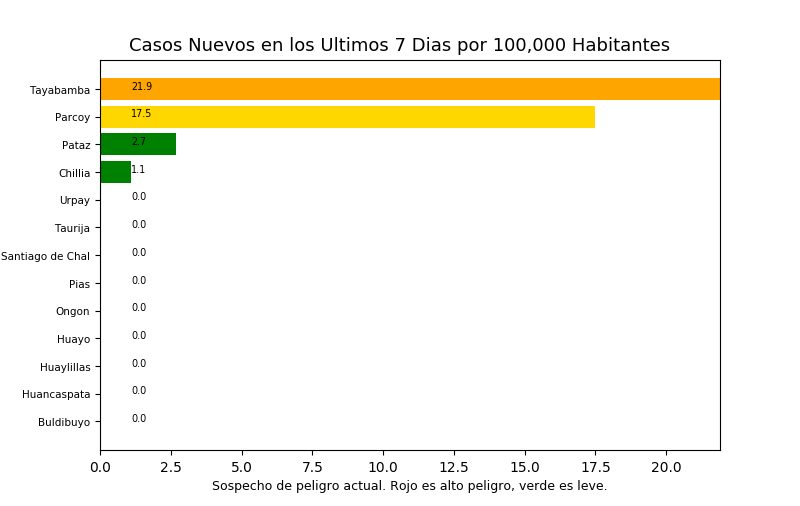 Casos Nuevos en los Ultimos 7 Dias por 100,000 Habitantes
Tayabamba 21.9
Parcoy 17.5
Pataz 2.7
Chillia 1.1
Urpay 0.0
Taurija 0.0
Santiago de Chal 0.0
Pias 0.0
Ongon 0.0
Huayo 0.0
Huaylillas 0.0
Huancaspata 0.0
Buldibuyo 0.0
0.0 2.5 5.0 7.5 10.0 12.5 15.0 17.5 20.0
Sospecho de peligro actual. Rojo es alto peligro, verde es leve.